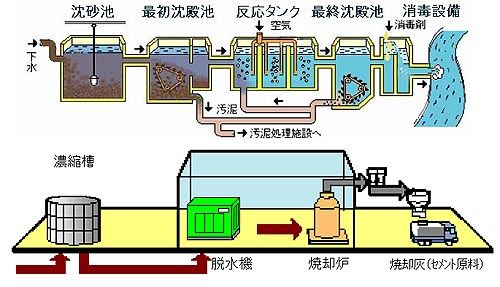 沈砂池
最初沈殿池
反応タンク
最終沈殿池
消毒設備
空気
消毒剤
下水
汚泥
汚泥処理施設へ
濃縮槽
脱水機
焼却炉
焼却灰(セメント原料)